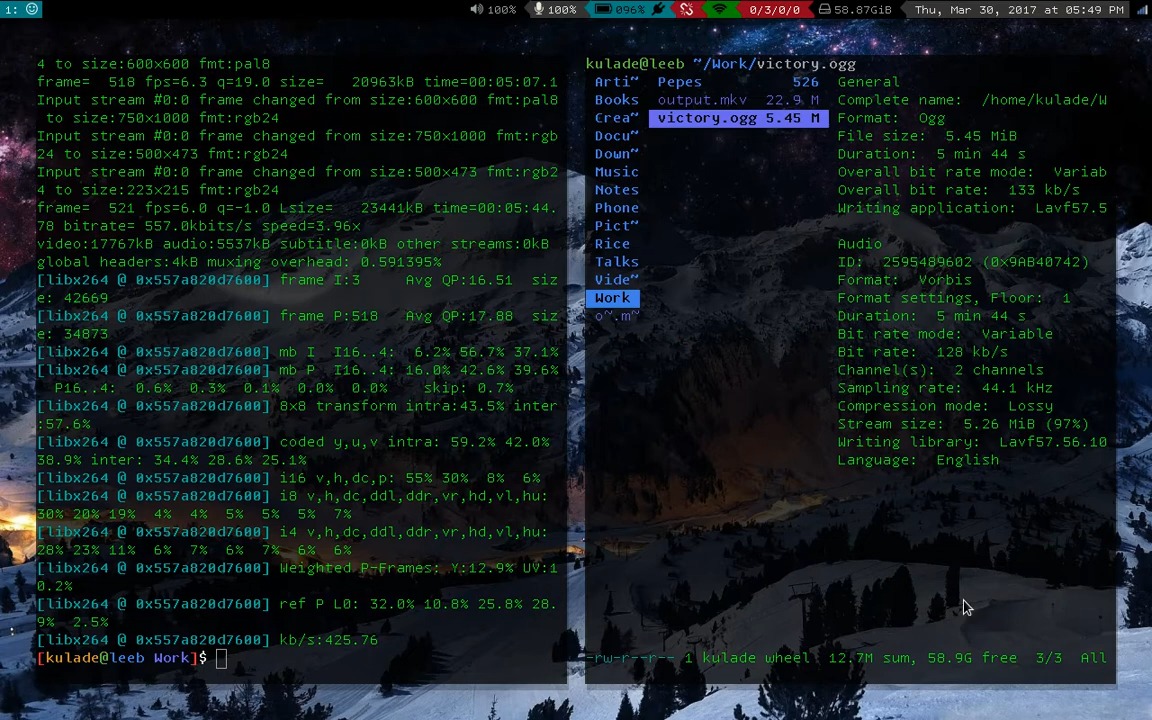 1: 100% 100% 096% 0/3/0/0 58.87GiB Thu, Mar 30, 2017 at 05:49 PM
4 to size:600x600 fmt:pal8
frame=  518 fps=6.3 q=19.0 size=   20963kB time=00:05:07.1
Input stream #0:0 frame changed from size:600x600 fmt:pal8
 to size:750x1000 fmt:rgb24
Input stream #0:0 frame changed from size:750x1000 fmt:rgb
24 to size:500x473 fmt:rgb24
Input stream #0:0 frame changed from size:500x473 fmt:rgb2
4 to size:223x215 fmt:rgb24
frame=  521 fps=6.0 q=-1.0 Lsize=   23441kB time=00:05:44.
78 bitrate= 557.0kbits/s speed=3.96x
video:17767kB audio:5537kB subtitle:0kB other streams:0kB
global headers:4kB muxing overhead: 0.591395%
[libx264 @ 0x557a820d7600] frame I:3     Avg QP:16.51  siz
e: 42669
[libx264 @ 0x557a820d7600] frame P:518   Avg QP:17.88  siz
e: 34873
[libx264 @ 0x557a820d7600] mb I  I16..4:  6.2% 56.7% 37.1%
[libx264 @ 0x557a820d7600] mb P  I16..4: 16.0% 42.6% 39.6%
  P16..4:  0.6%  0.3%  0.1%  0.0%  0.0%    skip: 0.7%
[libx264 @ 0x557a820d7600] 8x8 transform intra:43.5% inter
:57.6%
[libx264 @ 0x557a820d7600] coded y,u,v intra: 59.2% 42.0%
38.9% inter: 34.4% 28.6% 25.1%
[libx264 @ 0x557a820d7600] i16 v,h,dc,p: 55% 30%  8%  6%
[libx264 @ 0x557a820d7600] i8 v,h,dc,ddl,ddr,vr,hd,vl,hu:
30% 20% 19%  4%  4%  5%  5%  5%  7%
[libx264 @ 0x557a820d7600] i4 v,h,dc,ddl,ddr,vr,hd,vl,hu:
28% 23% 11%  6%  7%  6%  7%  6%  6%
[libx264 @ 0x557a820d7600] Weighted P-Frames: Y:12.9% UV:1
0.2%
[libx264 @ 0x557a820d7600] ref P L0: 32.0% 10.8% 25.8% 28.
9%  2.5%
[libx264 @ 0x557a820d7600] kb/s:425.76
[kulade@leeb Work]$
kulade@leeb ~/Work/victory.ogg
Arti~
Books
Crea~
Docu~
Down~
Music
Notes
Phone
Pict~
Rice
Talks
Vide~
Work
o~.m~
Pepes 526
output.mkv 22.9 M
victory.ogg 5.45 M
General
Complete name:  /home/kulade/W
Format:  Ogg
File size:  5.45 MiB
Duration:  5 min 44 s
Overall bit rate mode:  Variab
Overall bit rate:  133 kb/s
Writing application:  Lavf57.5
Audio
ID:  2595489602 (0x9AB40742)
Format:  Vorbis
Format settings, Floor:  1
Duration:  5 min 44 s
Bit rate mode:  Variable
Bit rate:  128 kb/s
Channel(s):  2 channels
Sampling rate:  44.1 kHz
Compression mode:  Lossy
Stream size:  5.26 MiB (97%)
Writing library:  Lavf57.56.10
Language:  English
-rw-r--r-- 1 kulade wheel  12.7M sum, 58.9G free  3/3  All